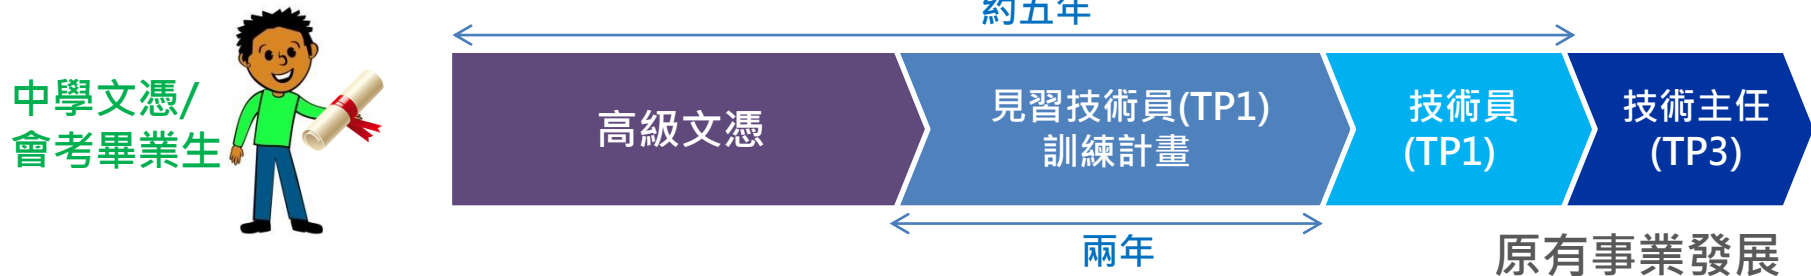 約五年
中學文憑/
會考畢業生
高級文憑
見習技術員(TP1)
訓練計畫
技術員
(TP1)
技術主任
(TP3)
兩年
原有事業發展